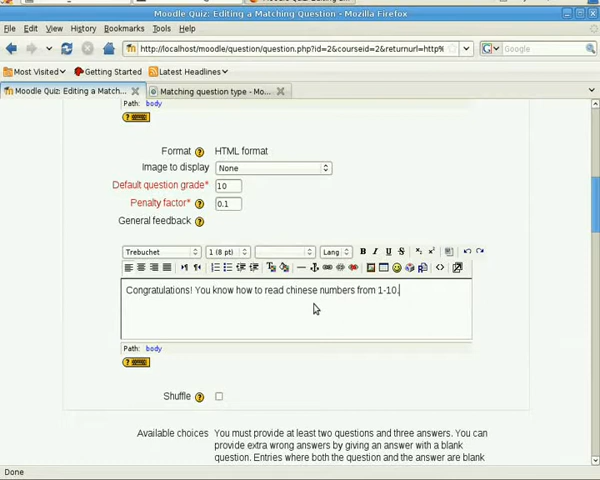 Moodle Quiz: Editing a Matching Question - Mozilla Firefox
File Edit View History Bookmarks Tools Help
http://localhost/moodle/question/question.php?id=2&courseid=2&returnurl=http%
Google
Most Visited Getting Started Latest Headlines
Moodle Quiz: Editing a Match... Matching question type - Mo...
Path: body
Format HTML format
Image to display None
Default question grade* 10
Penalty factor* 0.1
General feedback
Trebuchet 1 (8 pt) Lang B I U S
Congratulations! You know how to read chinese numbers from 1-10.
Path: body
Shuffle
Available choices You must provide at least two questions and three answers. You can
provide extra wrong answers by giving an answer with a blank
question. Entries where both the question and the answer are blank
Done